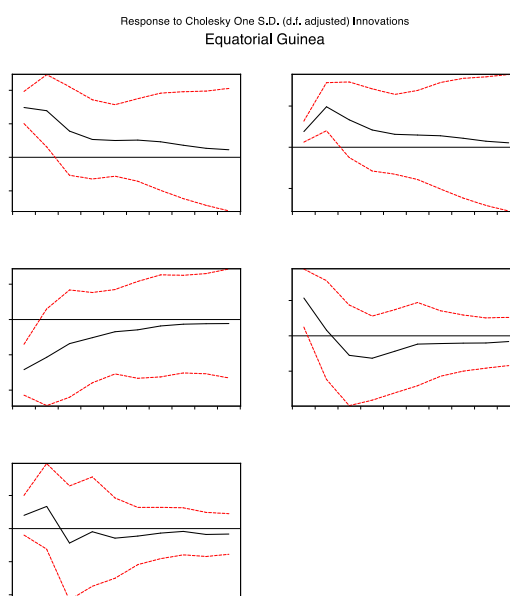 Response to Cholesky One S.D. (d.f. adjusted) Innovations
Equatorial Guinea